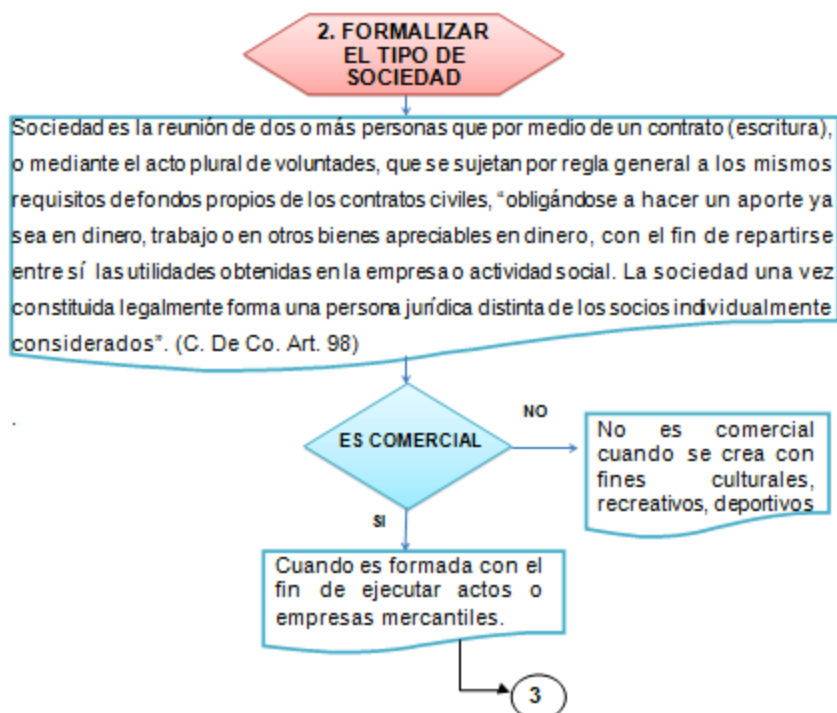 2. FORMALIZAR
EL TIPO DE
SOCIEDAD
Sociedad es la reunión de dos o más personas que por medio de un contrato (escritura),
o mediante el acto plural de voluntades, que se sujetan por regla general a los mismos
requisitos de fondos propios de los contratos civiles, “obligándose a hacer un aporte ya
sea en dinero, trabajo o en otros bienes apreciables en dinero, con el fin de repartirse
entre sí las utilidades obtenidas en la empresa o actividad social. La sociedad una vez
constituida legalmente forma una persona jurídica distinta de los socios individualmente
considerados”. (C. De Co. Art. 98)
.
ES COMERCIAL
NO
No es comercial
cuando se crea con
fines culturales,
recreativos, deportivos
SI
Cuando es formada con el
fin de ejecutar actos o
empresas mercantiles.
3